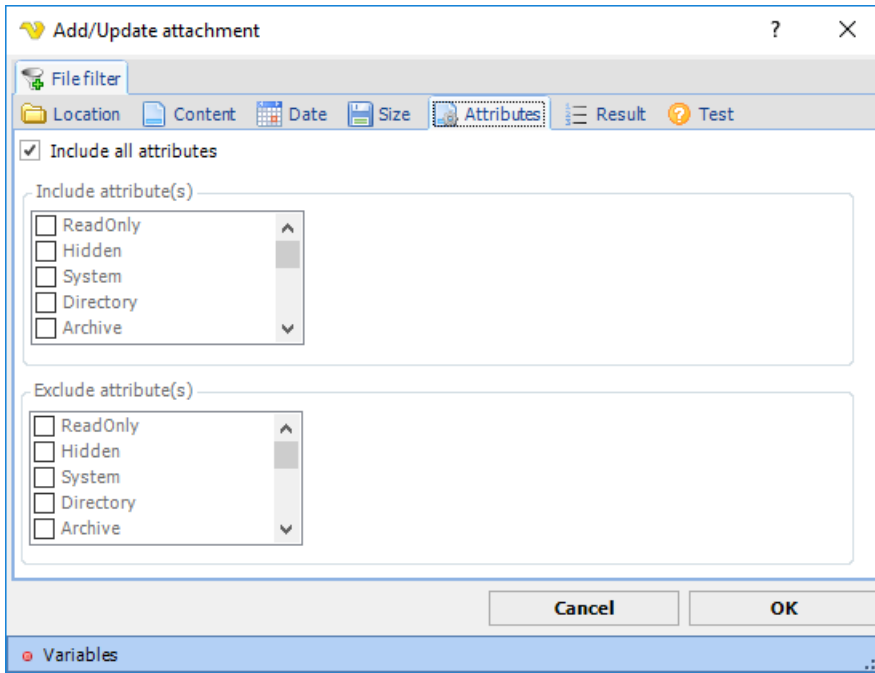 Add/Update attachment ?
File filter
Location Content Date Size Attributes Result Test
Include all attributes
Include attribute(s)
ReadOnly
Hidden
System
Directory
Archive
Exclude attribute(s)
ReadOnly
Hidden
System
Directory
Archive
Cancel OK
Variables